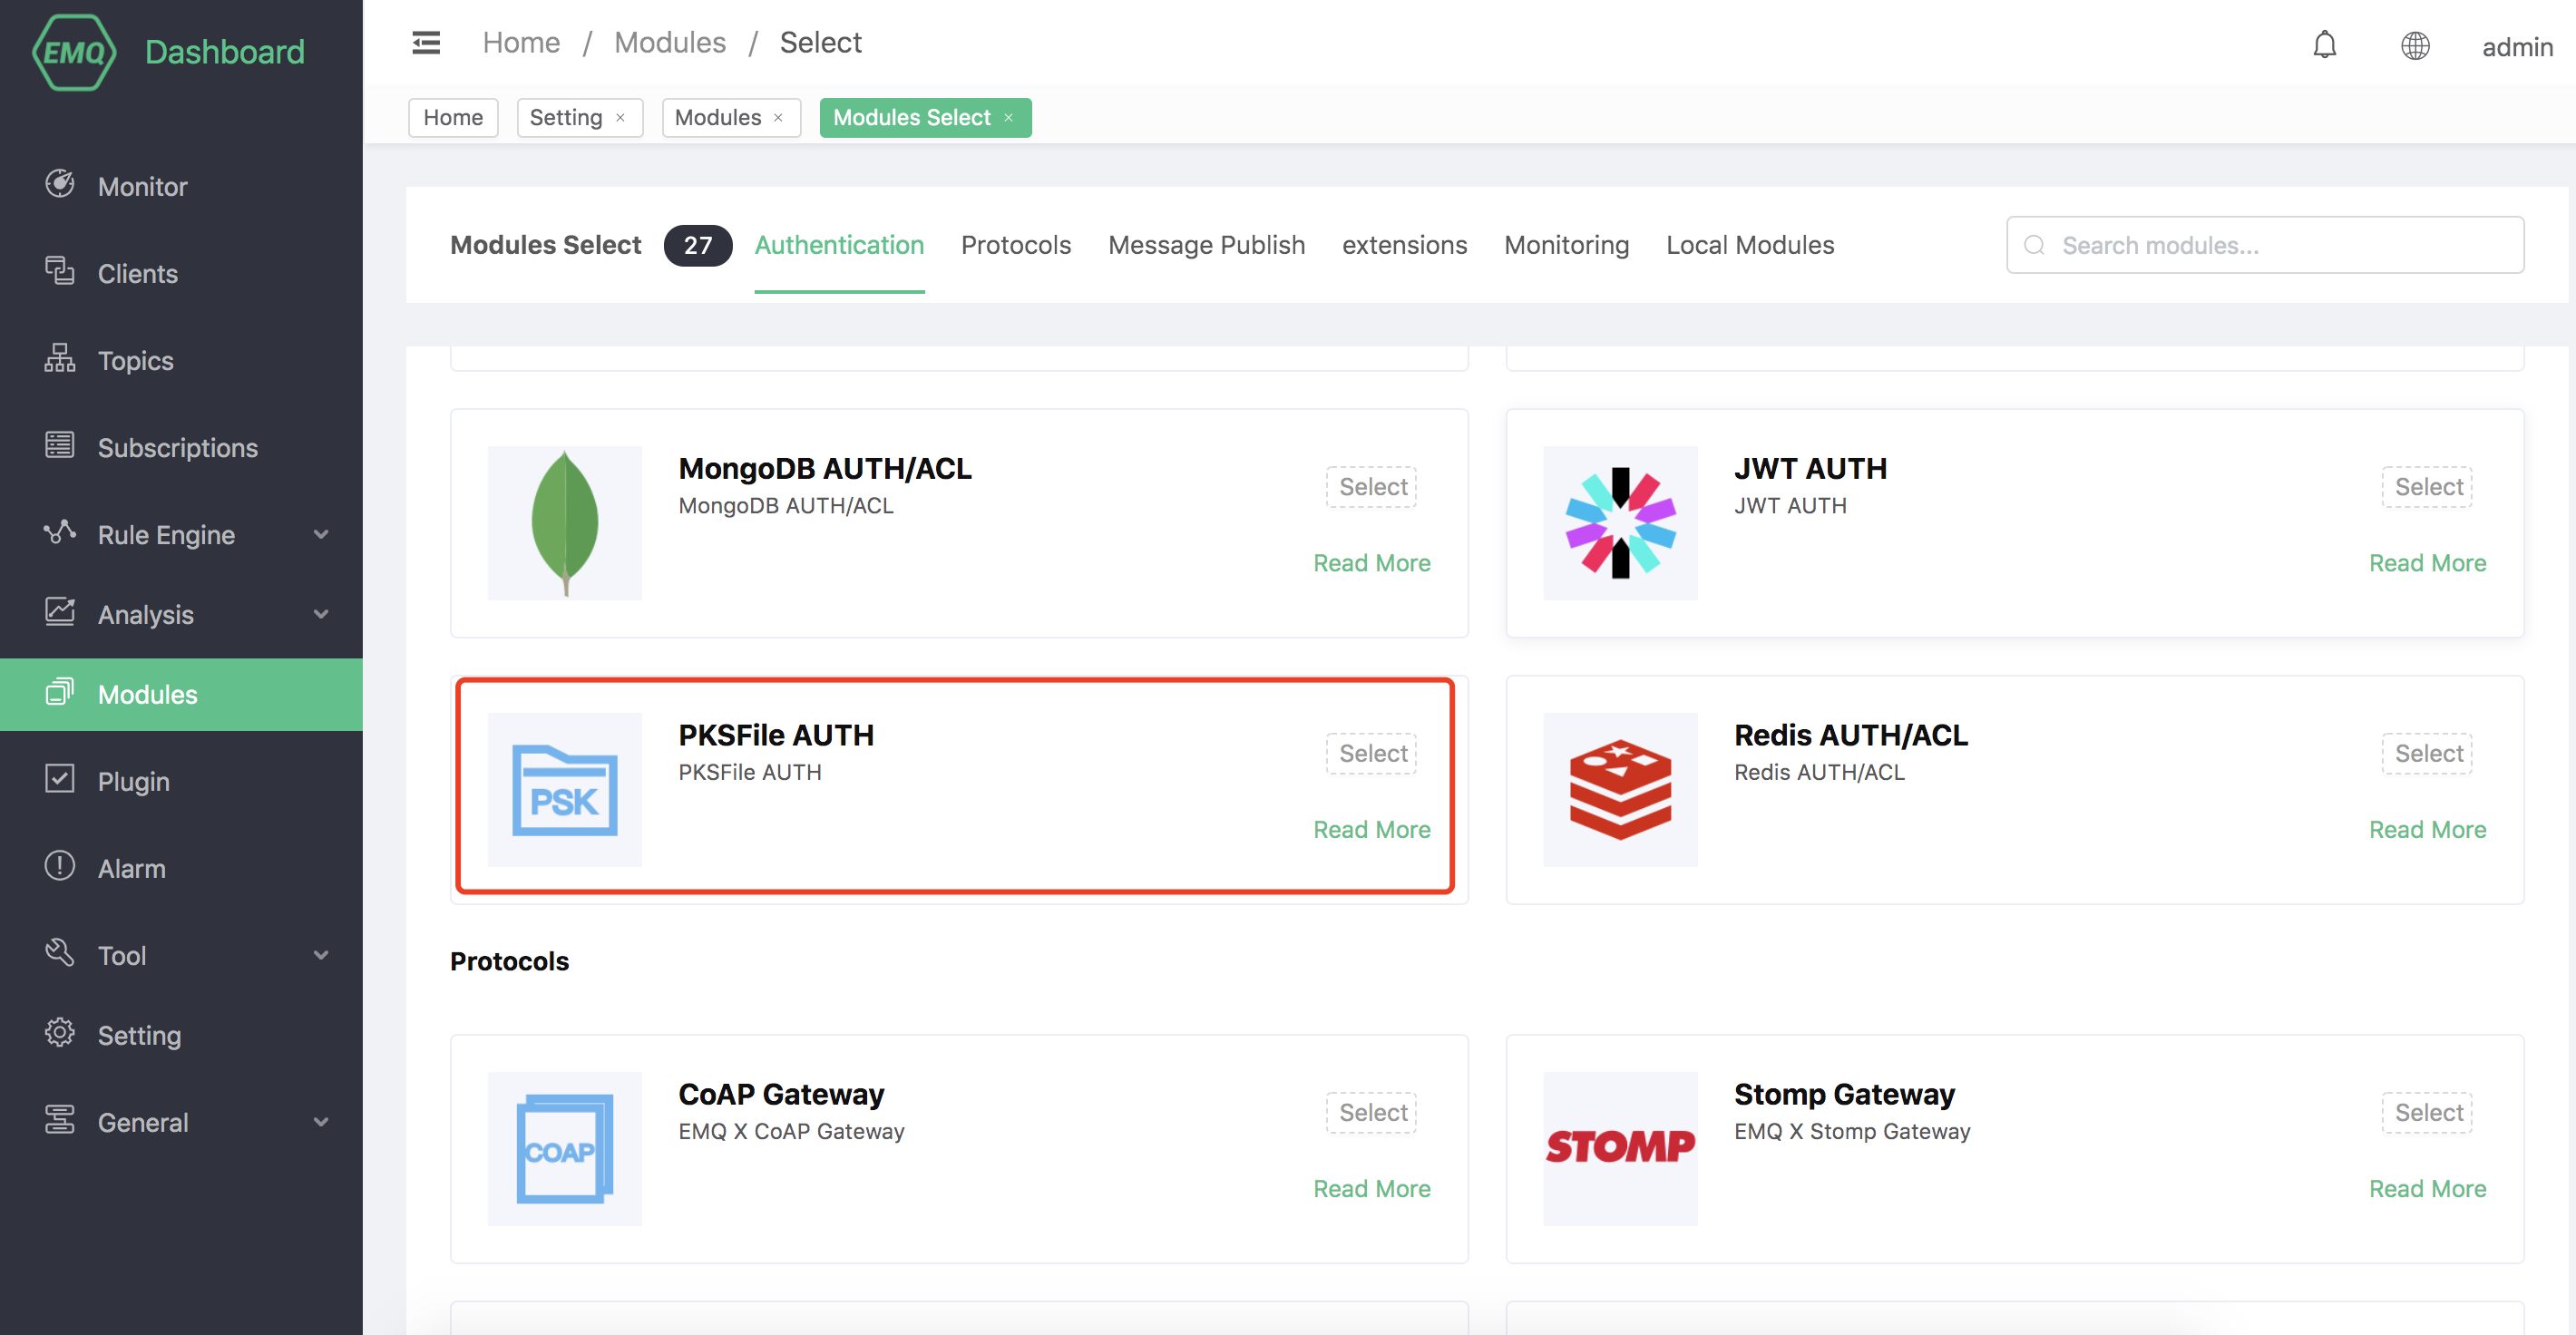 EMQ Dashboard
Home / Modules / Select
admin
Home
Setting ×
Modules ×
Modules Select ×
Monitor
Clients
Topics
Subscriptions
Rule Engine
Analysis
Modules
Plugin
Alarm
Tool
Setting
General
Modules Select 27 Authentication Protocols Message Publish extensions Monitoring Local Modules
Search modules...
MongoDB AUTH/ACL
MongoDB AUTH/ACL
Select
Read More
JWT AUTH
JWT AUTH
Select
Read More
PSK
PKSFile AUTH
PKSFile AUTH
Select
Read More
Redis AUTH/ACL
Redis AUTH/ACL
Select
Read More
Protocols
COAP
CoAP Gateway
EMQ X CoAP Gateway
Select
Read More
STOMP
Stomp Gateway
EMQ X Stomp Gateway
Select
Read More